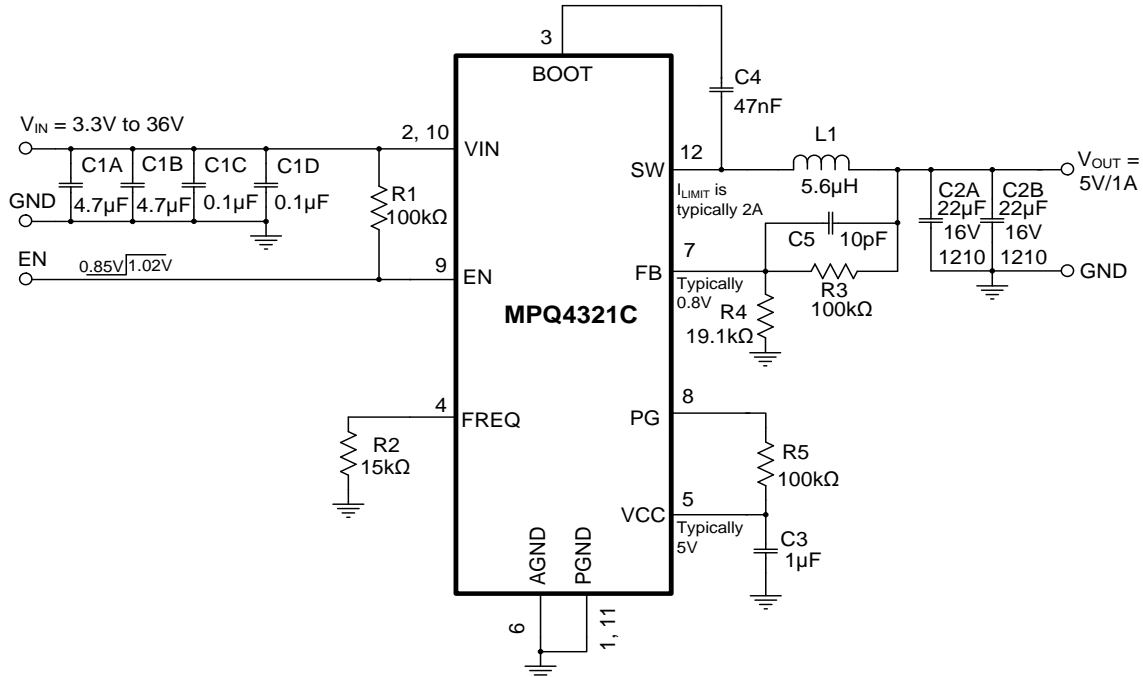 3
BOOT
C4
47nF
VIN = 3.3V to 36V
2, 10
VIN
C1A
C1B
C1C
C1D
4.7µF
4.7µF
0.1µF
0.1µF
GND
R1
100kΩ
EN
0.85V
1.02V
9
EN
12
SW
L1
5.6µH
ILIMIT is
typically 2A
VOUT =
5V/1A
C2A
22µF
16V
1210
C2B
22µF
16V
1210
GND
C5
10pF
7
FB
Typically
0.8V
R3
100kΩ
R4
19.1kΩ
MPQ4321C
4
FREQ
R2
15kΩ
8
PG
R5
100kΩ
5
VCC
Typically
5V
C3
1µF
AGND
PGND
6
1, 11